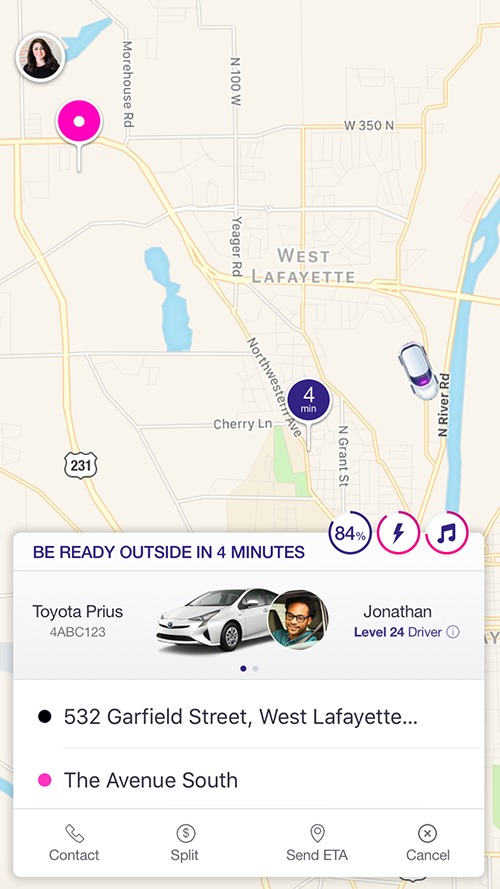 Morehouse Rd
N 100 W
W 350 N
Yeager Rd
WEST
LAFAYETTE
Northwestern Ave
4
min
N River Rd
Cherry Ln
N Grant St
231
84%
BE READY OUTSIDE IN 4 MINUTES
Toyota Prius
4ABC123
Jonathan
Level 24 Driver
532 Garfield Street, West Lafayette...
The Avenue South
Contact
Split
Send ETA
Cancel